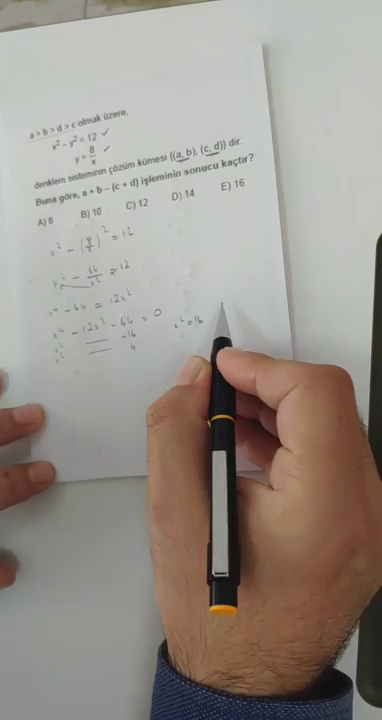 a > b > d > c olmak üzere,
x² – y² = 12 ✓
y = 8/x ✓
denklem sisteminin çözüm kümesi {(a, b), (c, d)} dir.
Buna göre, a + b – (c + d) işleminin sonucu kaçtır?
A) 8 B) 10 C) 12 D) 14 E) 16
x² – (8/x)² = 12
x² – 64/x² = 12
x⁴ – 64 = 12x²
x⁴ – 12x² – 64 = 0
x² –16 x² = 16
x² 4